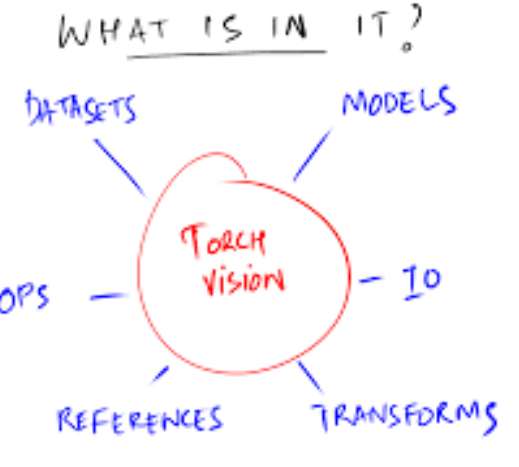 WHAT IS IN IT?
DATASETS
MODELS
TORCH
VISION
OPS
IO
REFERENCES
TRANSFORMS